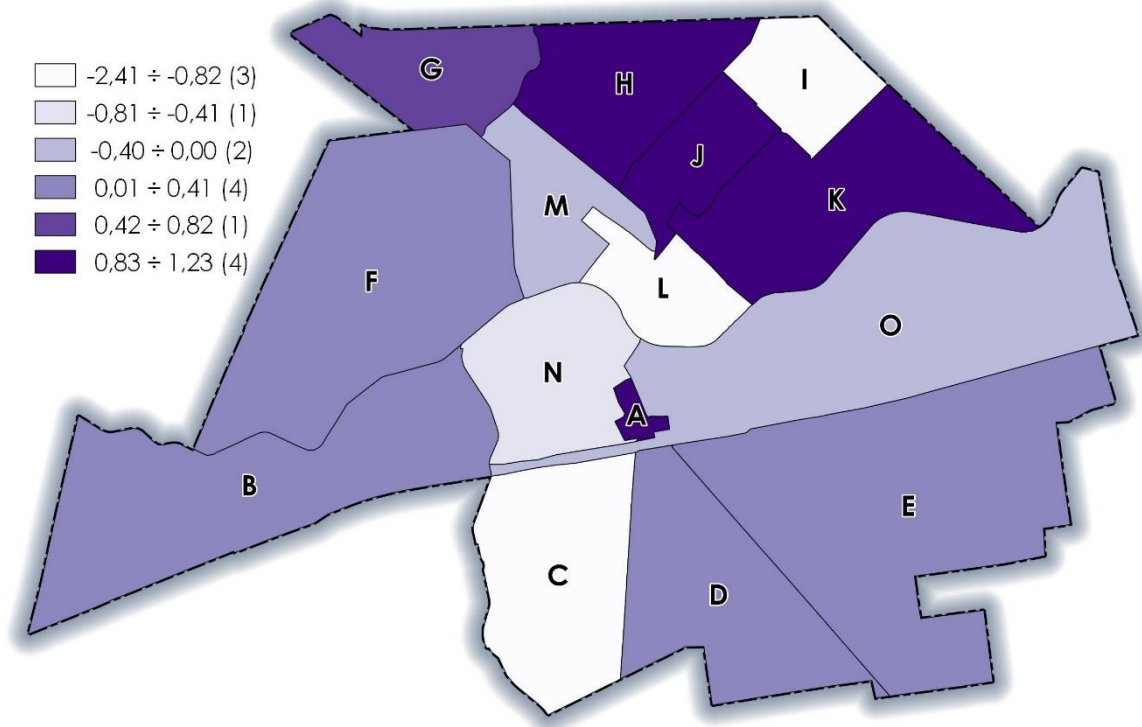 -2,41 ÷ -0,82 (3)
-0,81 ÷ -0,41 (1)
-0,40 ÷ 0,00 (2)
0,01 ÷ 0,41 (4)
0,42 ÷ 0,82 (1)
0,83 ÷ 1,23 (4)
G
H
I
J
K
M
F
L
O
N
A
B
E
C
D